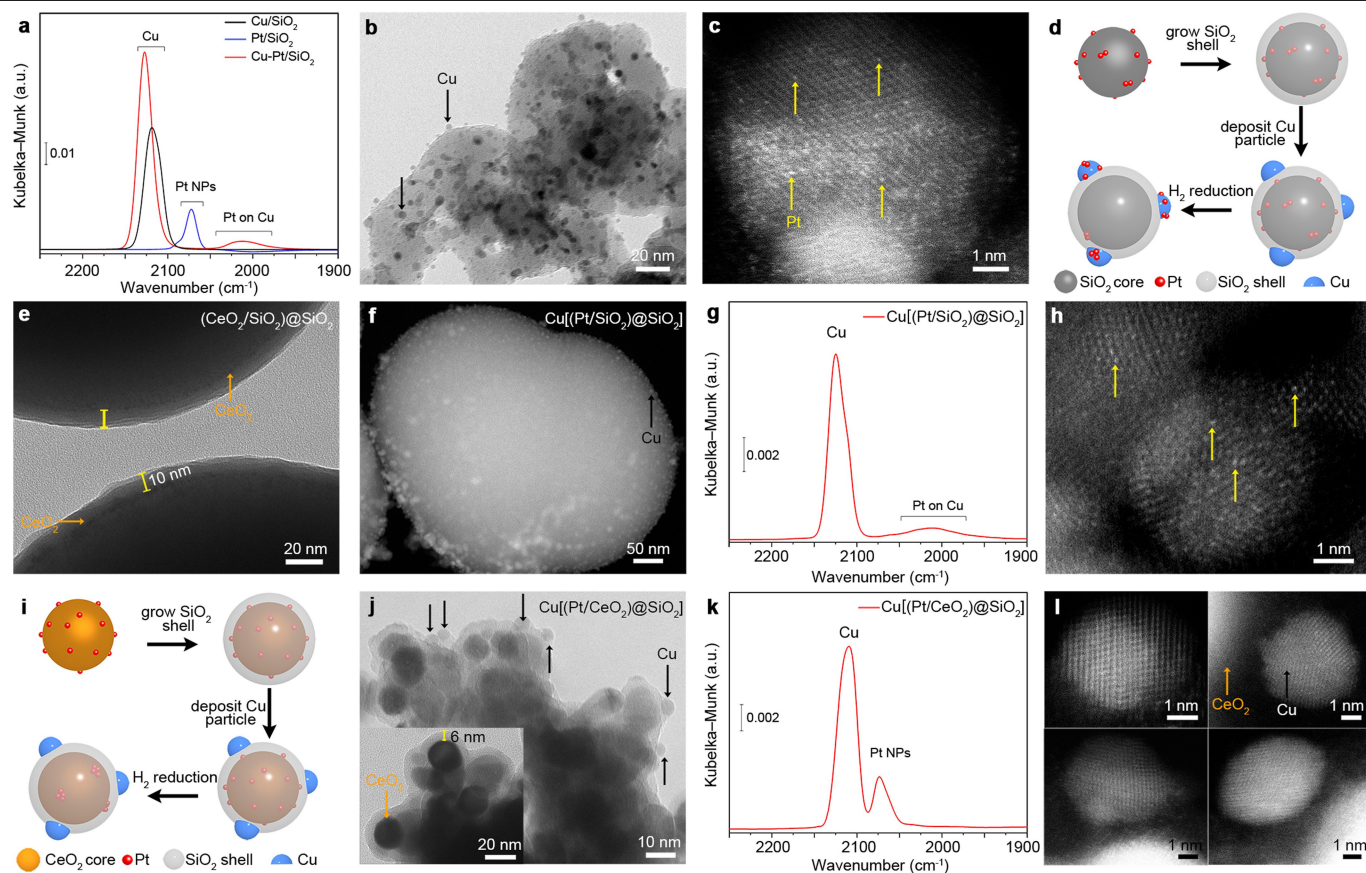 a
Cu/SiO2
Pt/SiO2
Cu-Pt/SiO2
Cu
Pt NPs
Pt on Cu
0.01
Kubelka–Munk (a.u.)
2200 2100 2000 1900
Wavenumber (cm⁻¹)
b
Cu
20 nm
c
Pt
1 nm
d
grow SiO2
shell
deposit Cu
particle
H2 reduction
SiO2 core Pt SiO2 shell Cu
e
(CeO2/SiO2)@SiO2
CeO2
10 nm
CeO2
20 nm
f
Cu[(Pt/SiO2)@SiO2]
Cu
50 nm
g
Cu[(Pt/SiO2)@SiO2]
Cu
Pt on Cu
0.002
Kubelka–Munk (a.u.)
2200 2100 2000 1900
Wavenumber (cm⁻¹)
h
1 nm
i
grow SiO2
shell
deposit Cu
particle
H2 reduction
CeO2 core Pt SiO2 shell Cu
j
Cu[(Pt/CeO2)@SiO2]
Cu
6 nm
CeO2
20 nm
10 nm
k
Cu[(Pt/CeO2)@SiO2]
Cu
Pt NPs
0.002
Kubelka–Munk (a.u.)
2200 2100 2000 1900
Wavenumber (cm⁻¹)
l
1 nm
CeO2
Cu
1 nm
1 nm
1 nm